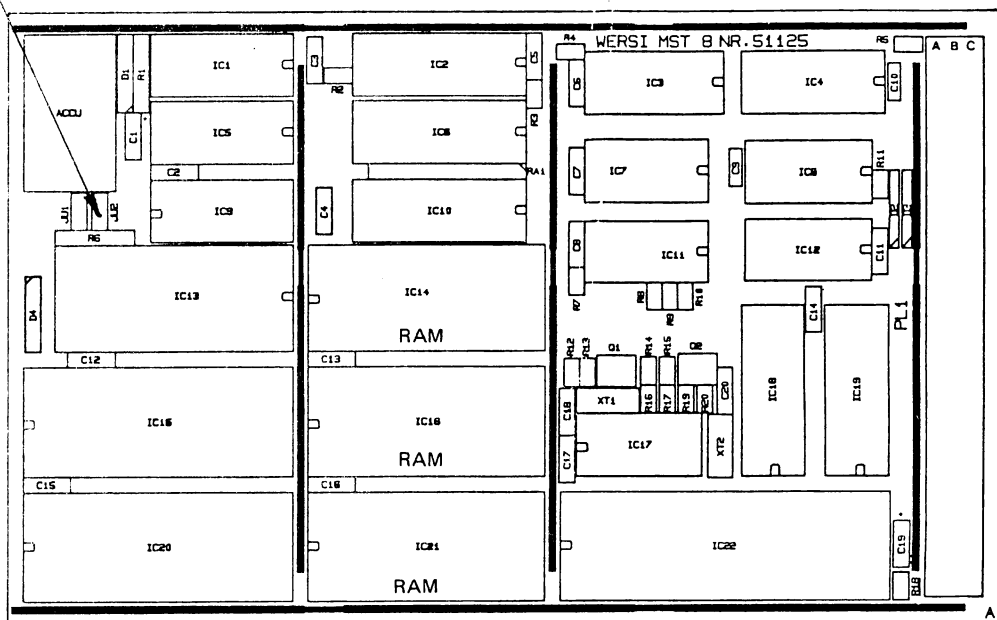 WERSI MST 8 NR.51125
R4
R5
A B C
D1
R1
IC1
C3
R2
IC2
C5
C6
IC3
IC4
C10
ACCU
C1
IC5
IC6
R3
C2
RA1
C7
IC7
C9
R11
JU1
JU2
IC9
C4
IC10
R6
C8
IC11
IC12
C11
D4
IC13
IC14
RAM
R7
R8
R9
R10
C14
PL1
C12
C13
R12
R13
Q1
R14
R15
Q2
C20
IC18
IC19
IC15
RAM
C18
XT1
R16
R17
R19
R20
C17
IC17
XT2
C15
C16
IC20
IC21
RAM
IC22
C19
R18
A